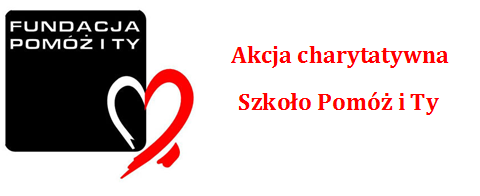 FUNDACJA
POMÓŻ I TY
Akcja charytatywna
Szkoło Pomóż i Ty